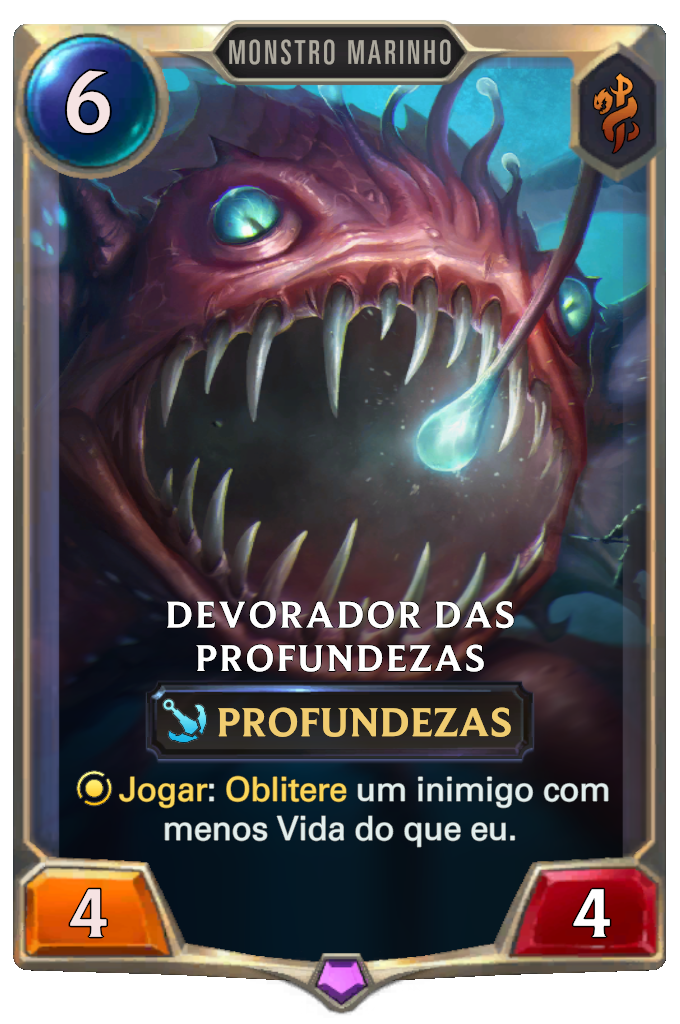 MONSTRO MARINHO
6
DEVORADOR DAS
PROFUNDEZAS
PROFUNDEZAS
Jogar: Oblitere um inimigo com
menos Vida do que eu.
4
4